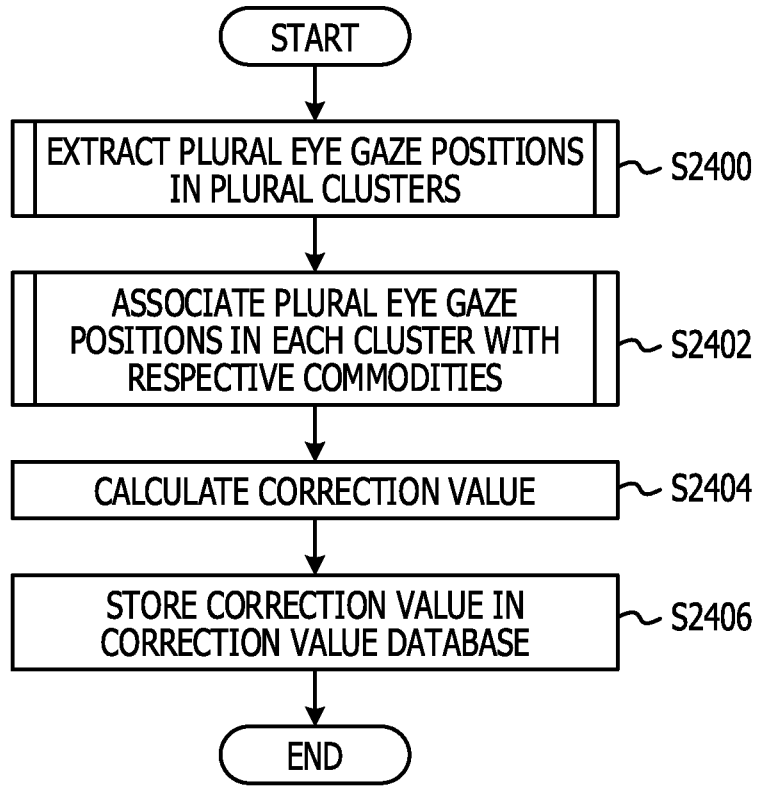 START
EXTRACT PLURAL EYE GAZE POSITIONS
IN PLURAL CLUSTERS
S2400
ASSOCIATE PLURAL EYE GAZE
POSITIONS IN EACH CLUSTER WITH
RESPECTIVE COMMODITIES
S2402
CALCULATE CORRECTION VALUE
S2404
STORE CORRECTION VALUE IN
CORRECTION VALUE DATABASE
S2406
END